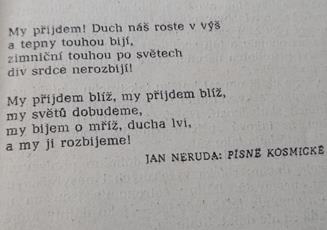 My přijdem! Duch náš roste v výš
a tepny touhou bijí,
zimniční touhou po světech
div srdce nerozbijí!
My přijdem blíž, my přijdem blíž,
my světů dobudeme,
my bijem o mříž, ducha lvi,
a my ji rozbijeme!
JAN NERUDA: PÍSNĚ KOSMICKÉ